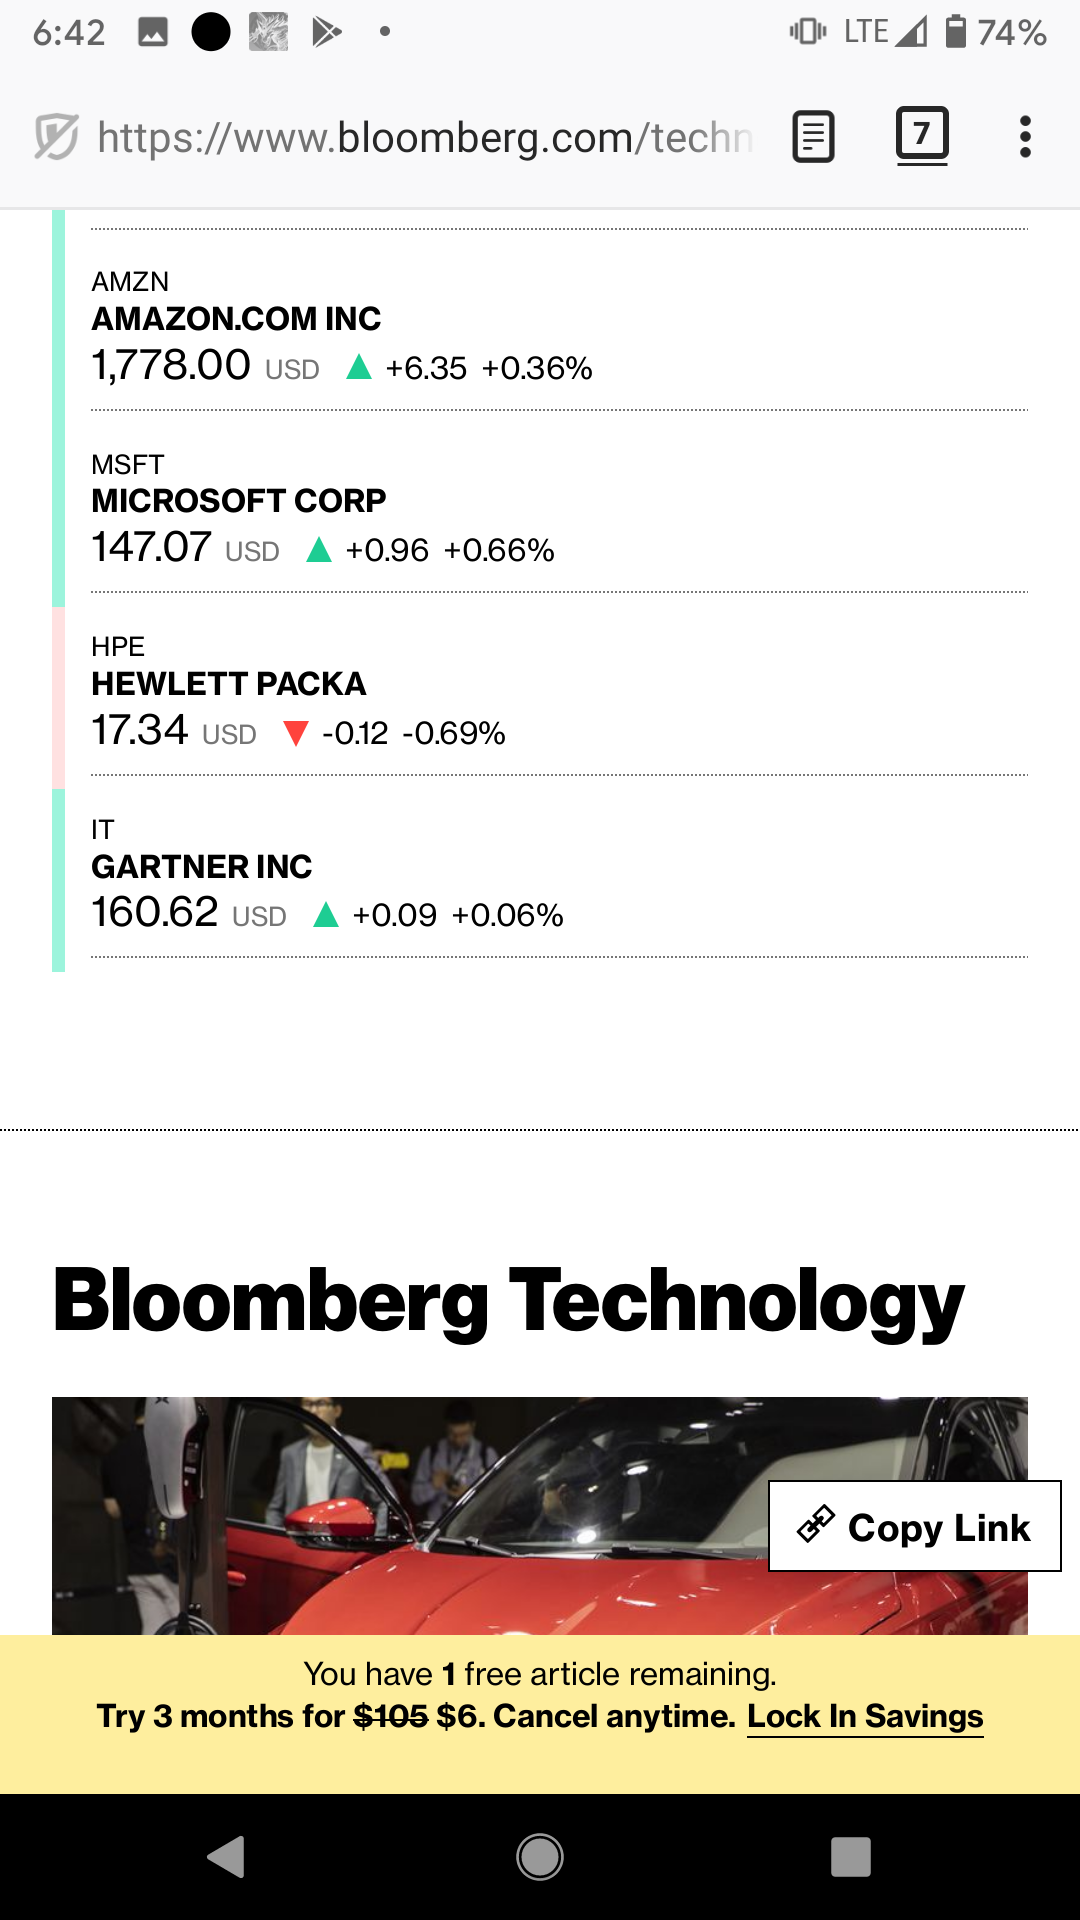 6:42 LTE 74%
https://www.bloomberg.com/techn 7
AMZN
AMAZON.COM INC
1,778.00 USD ▲ +6.35 +0.36%
MSFT
MICROSOFT CORP
147.07 USD ▲ +0.96 +0.66%
HPE
HEWLETT PACKA
17.34 USD ▼ -0.12 -0.69%
IT
GARTNER INC
160.62 USD ▲ +0.09 +0.06%
Bloomberg Technology
Copy Link
You have 1 free article remaining.
Try 3 months for $105 $6. Cancel anytime. Lock In Savings